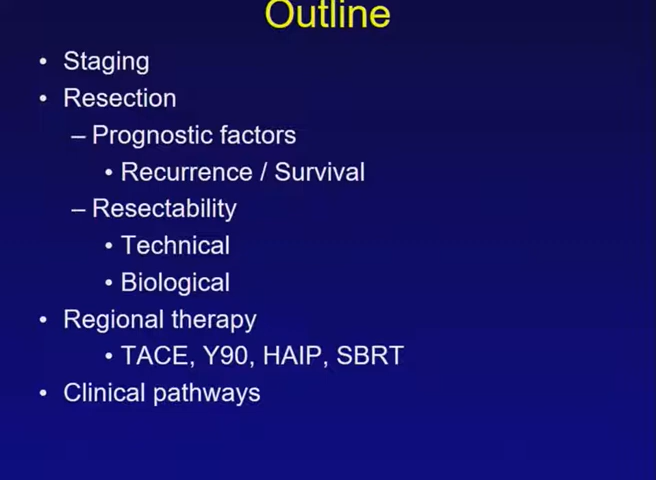 Outline
• Staging
• Resection
– Prognostic factors
• Recurrence / Survival
– Resectability
• Technical
• Biological
• Regional therapy
• TACE, Y90, HAIP, SBRT
• Clinical pathways